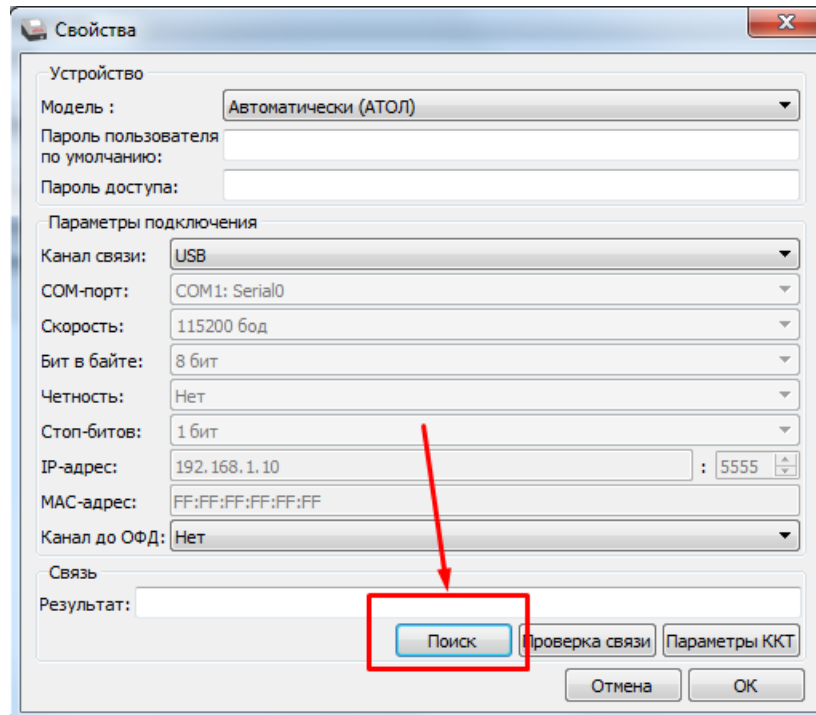 Свойства
Устройство
Модель : Автоматически (АТОЛ)
Пароль пользователя
по умолчанию:
Пароль доступа:
Параметры подключения
Канал связи: USB
COM-порт: COM1: Serial0
Скорость: 115200 бод
Бит в байте: 8 бит
Четность: Нет
Стоп-битов: 1 бит
IP-адрес: 192.168.1.10 : 5555
MAC-адрес: FF:FF:FF:FF:FF:FF
Канал до ОФД: Нет
Связь
Результат:
Поиск Проверка связи Параметры ККТ
Отмена ОК